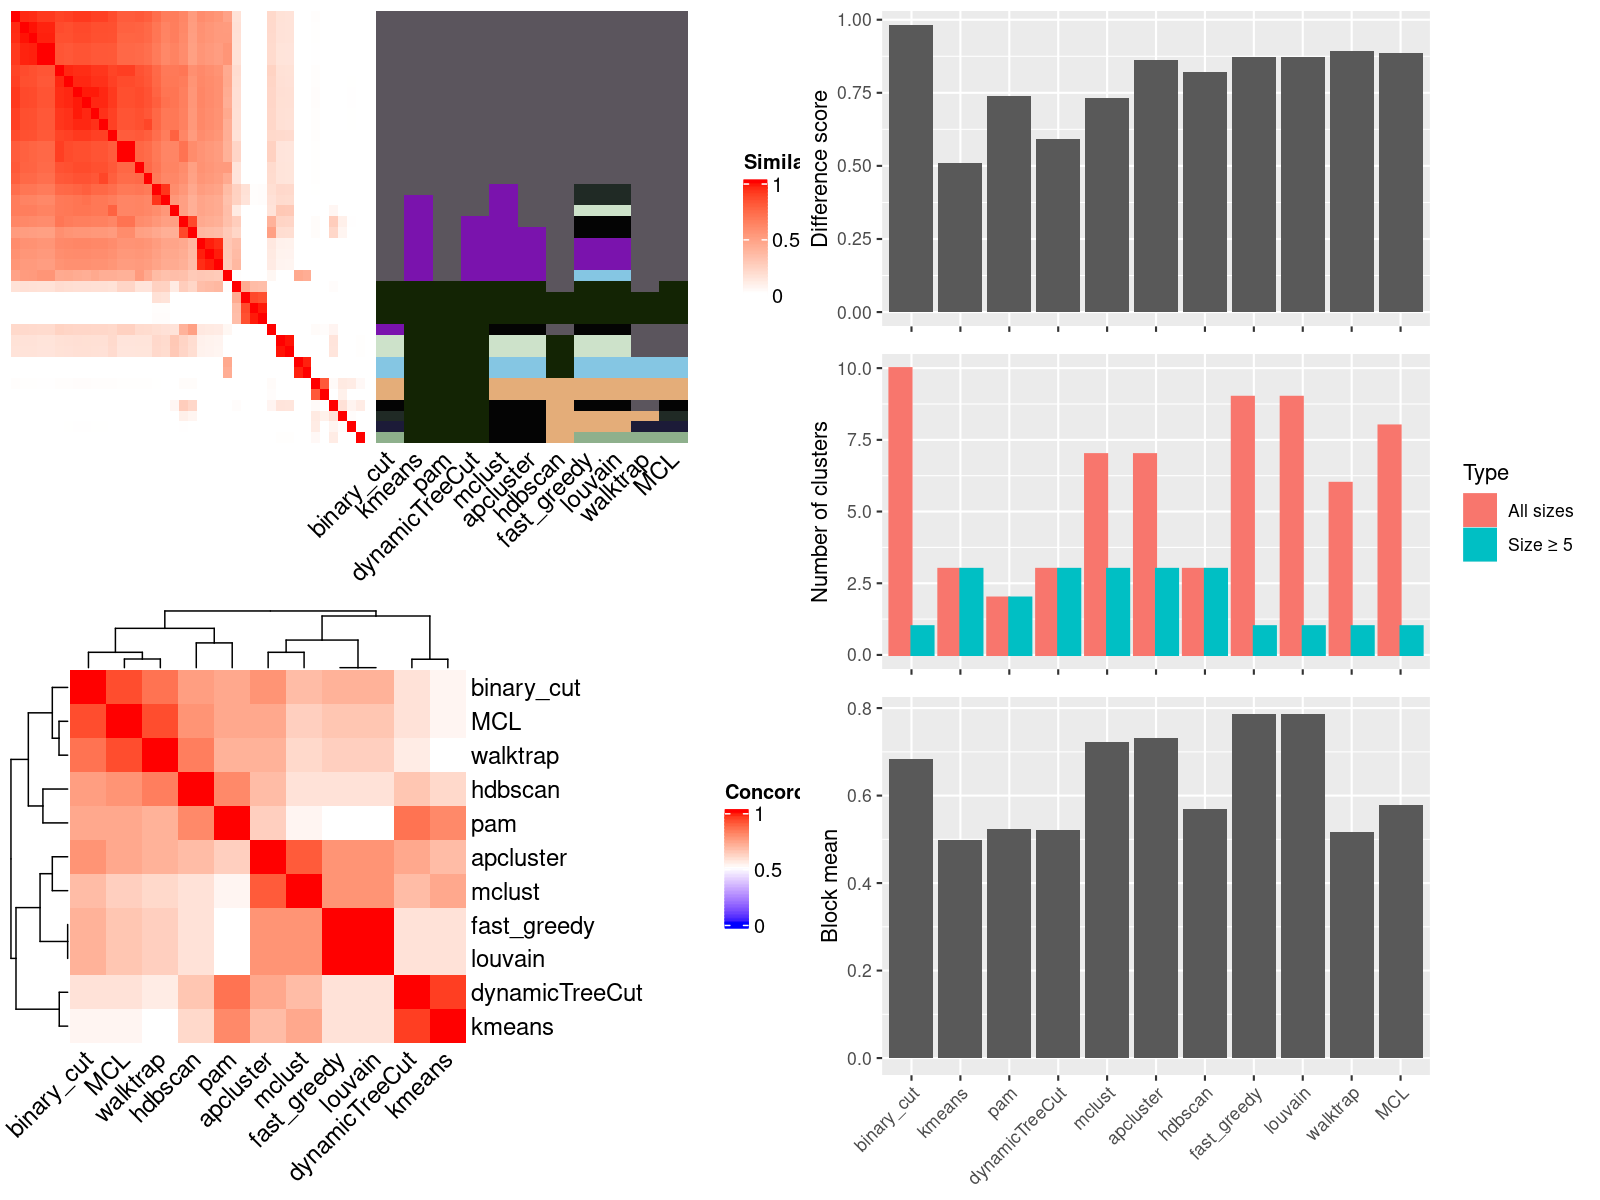 Simila
1
0.5
0
binary_cut
kmeans
pam
dynamicTreeCut
mclust
apcluster
hdbscan
fast_greedy
louvain
walktrap
MCL
binary_cut
MCL
walktrap
hdbscan
pam
apcluster
mclust
fast_greedy
louvain
dynamicTreeCut
kmeans
binary_cut
MCL
walktrap
hdbscan
pam
apcluster
mclust
fast_greedy
louvain
dynamicTreeCut
kmeans
Concord
1
0.5
0
Difference score
1.00
0.75
0.50
0.25
0.00
Number of clusters
10.0
7.5
5.0
2.5
0.0
Type
All sizes
Size ≥ 5
Block mean
0.8
0.6
0.4
0.2
0.0
binary_cut
kmeans
pam
dynamicTreeCut
mclust
apcluster
hdbscan
fast_greedy
louvain
walktrap
MCL